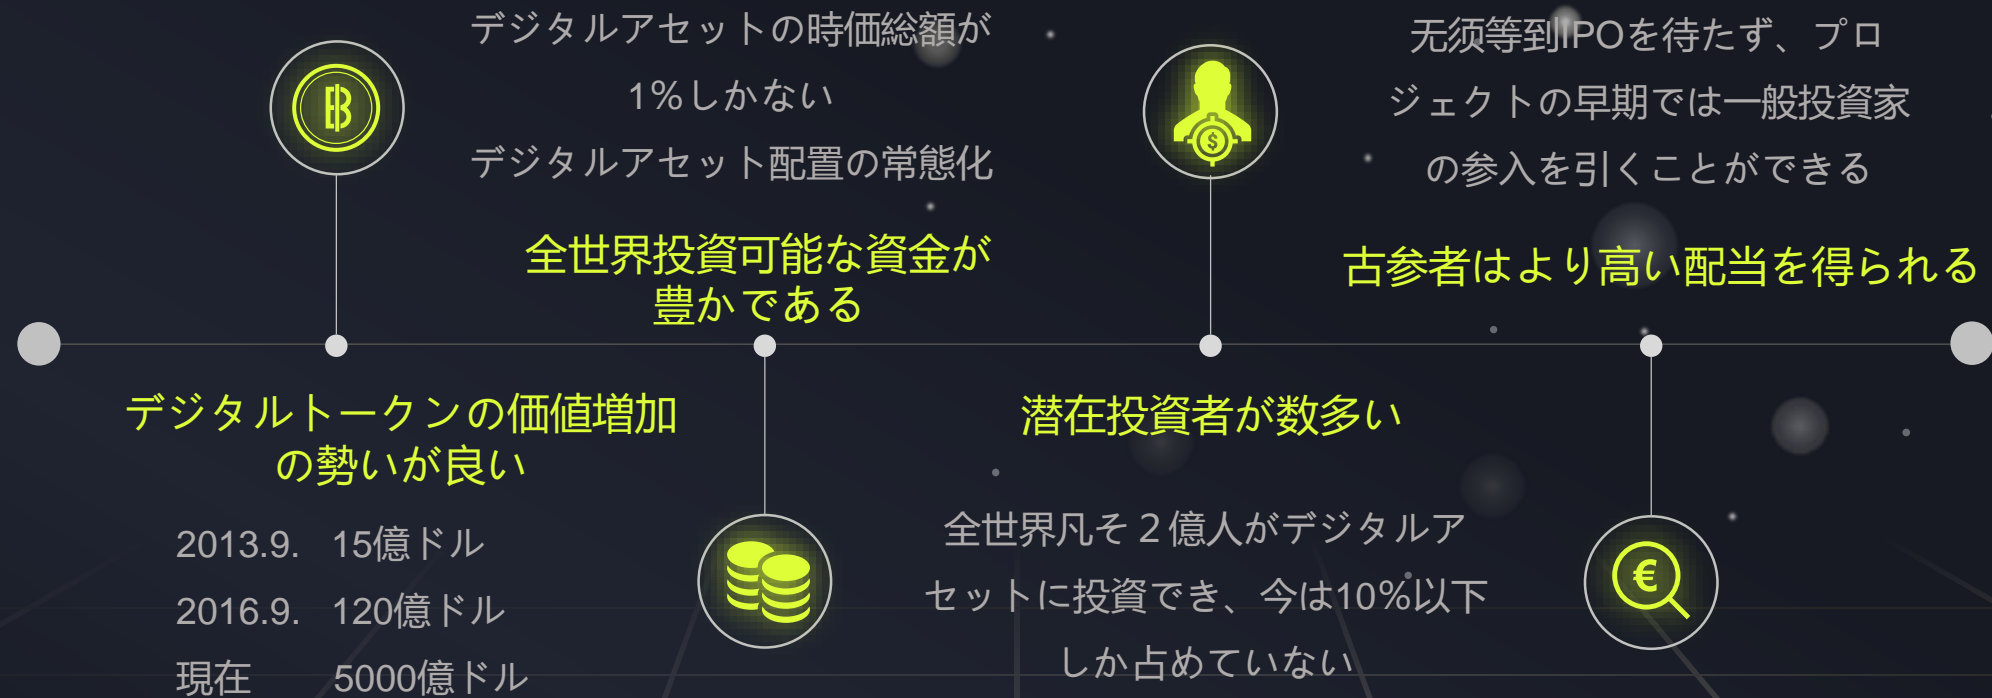 デジタルトークンの価値増加
の勢いが良い
2013.9. 15億ドル
2016.9. 120億ドル
現在 5000億ドル
デジタルアセットの時価総額が
1%しかない
デジタルアセット配置の常態化
全世界投資可能な資金が
豊かである
潜在投資者が数多い
全世界凡そ２億人がデジタルア
セットに投資でき、今は10%以下
しか占めていない
无须等到IPOを待たず、プロ
ジェクトの早期では一般投資家
の参入を引くことができる
古参者はより高い配当を得られる